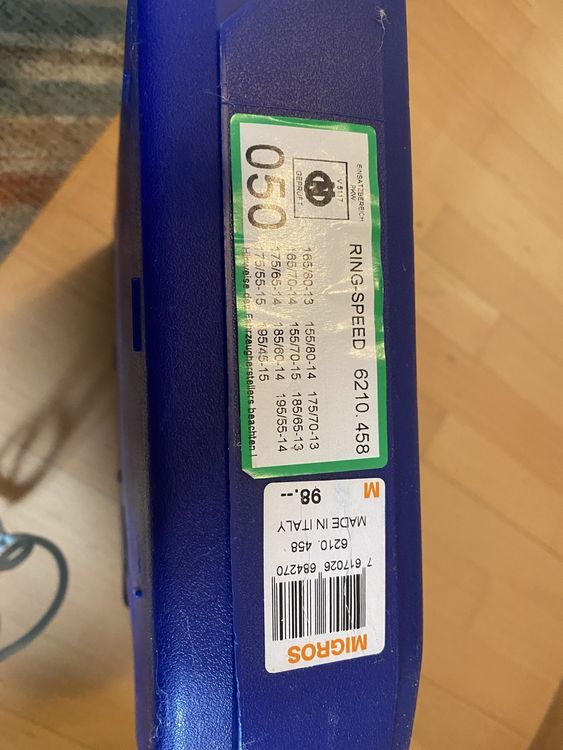 EINSATZBEREICH
PKW
V 5117
GEPRÜFT
050
RING-SPEED 6210. 458
165/80-13 155/80-14 175/70-13
165/70-14 155/70-15 185/65-13
175/65-14 185/60-14 195/55-14
175/55-15 195/45-15
Hinweise des Fahrzeugherstellers beachten !
MIGROS
7 617026 684270
6210. 458
MADE IN ITALY
M 98.--